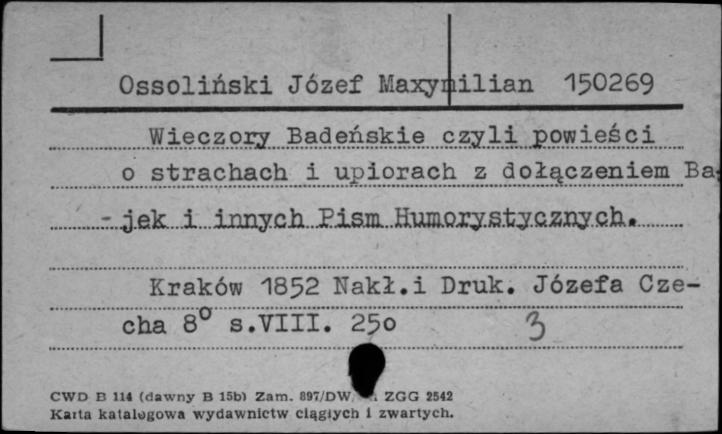 Ossoliński Józef Maxymilian 150269
Wieczory Badeńskie czyli powieści
o strachach i upiorach z dołączeniem Ba-
- jek i innych Pism Humorystycznych.
Kraków 1852 Nakł.i Druk. Józefa Cze-
cha 8° s.VIII. 25o 3
CWD B 114 (dawny B 15b) Zam. 897/DW ZGG 2542
Karta katalogowa wydawnictw ciągłych i zwartych.